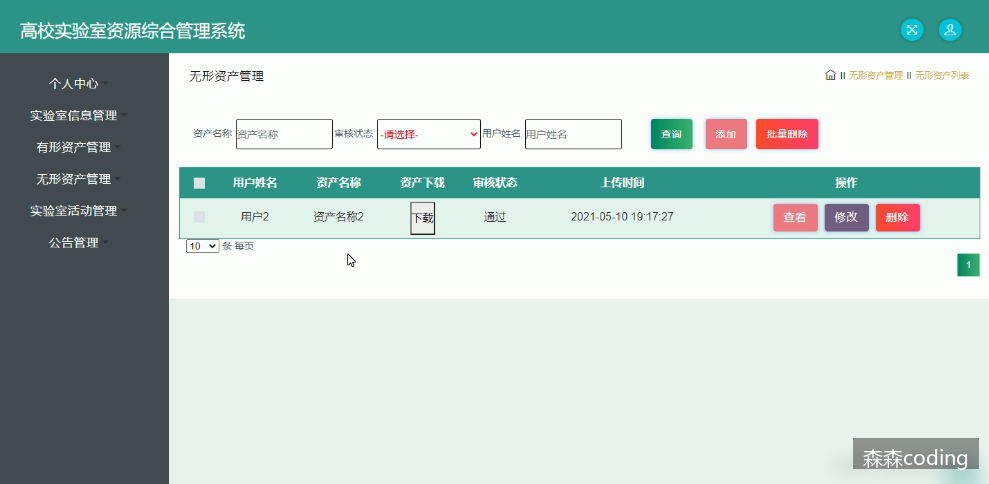 高校实验室资源综合管理系统
个人中心
实验室信息管理
有形资产管理
无形资产管理
实验室活动管理
公告管理
无形资产管理
无形资产管理 无形资产列表
资产名称 资产名称 审核状态 -请选择- 用户姓名 用户姓名 查询 添加 批量删除
用户姓名 资产名称 资产下载 审核状态 上传时间 操作
用户2 资产名称2 下载 通过 2021-05-10 19:17:27 查看 修改 删除
10 条 每页
1
森森coding